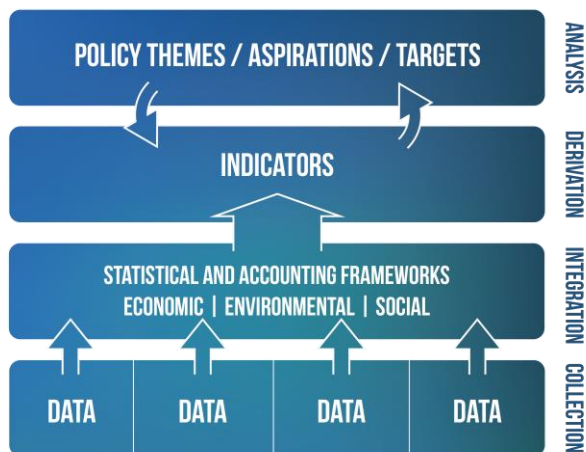 POLICY THEMES / ASPIRATIONS / TARGETS
ANALYSIS
INDICATORS
DERIVATION
STATISTICAL AND ACCOUNTING FRAMEWORKS
ECONOMIC | ENVIRONMENTAL | SOCIAL
INTEGRATION
DATA
DATA
DATA
DATA
COLLECTION